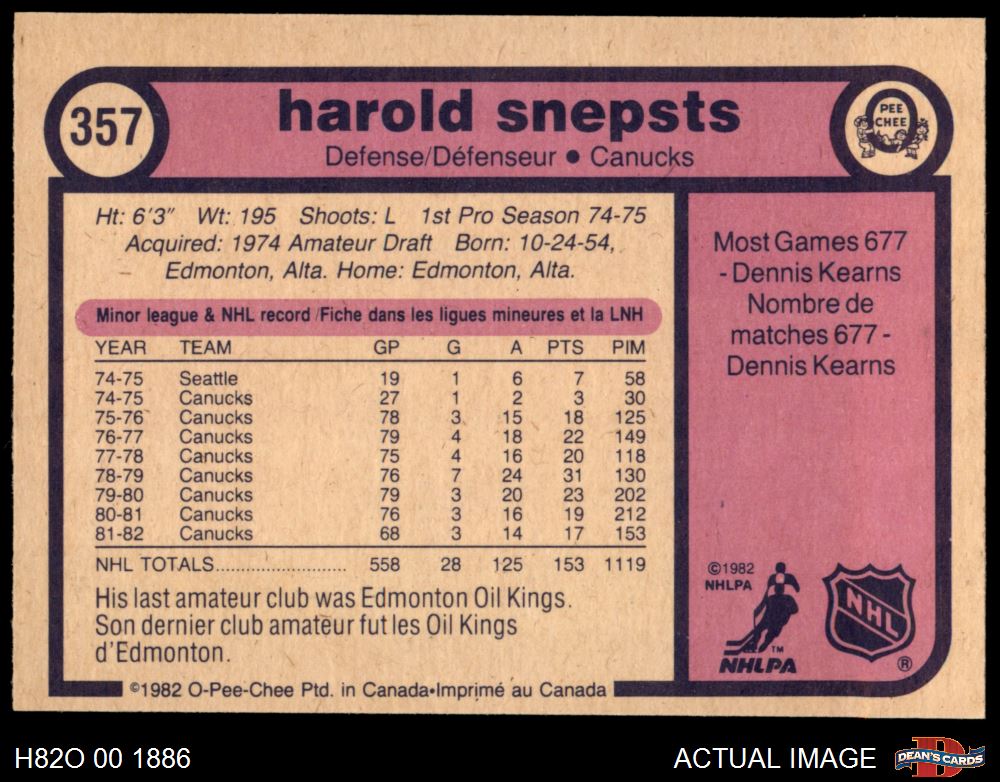 357
harold snepsts
Defense/Défenseur • Canucks
PEE
CHEE
Ht: 6'3" Wt: 195 Shoots: L 1st Pro Season 74-75
Acquired: 1974 Amateur Draft Born: 10-24-54,
Edmonton, Alta. Home: Edmonton, Alta.
Minor league & NHL record /Fiche dans les ligues mineures et la LNH
YEAR TEAM GP G A PTS PIM
74-75 Seattle 19 1 6 7 58
74-75 Canucks 27 1 2 3 30
75-76 Canucks 78 3 15 18 125
76-77 Canucks 79 4 18 22 149
77-78 Canucks 75 4 16 20 118
78-79 Canucks 76 7 24 31 130
79-80 Canucks 79 3 20 23 202
80-81 Canucks 76 3 16 19 212
81-82 Canucks 68 3 14 17 153
NHL TOTALS........................ 558 28 125 153 1119
His last amateur club was Edmonton Oil Kings.
Son dernier club amateur fut les Oil Kings
d'Edmonton.
©1982 O-Pee-Chee Ptd. in Canada•Imprimé au Canada
Most Games 677
- Dennis Kearns
Nombre de
matches 677 -
Dennis Kearns
©1982
NHLPA
TM
NHLPA
NHL
®
H82O 00 1886
ACTUAL IMAGE
D
DEAN'S CARDS